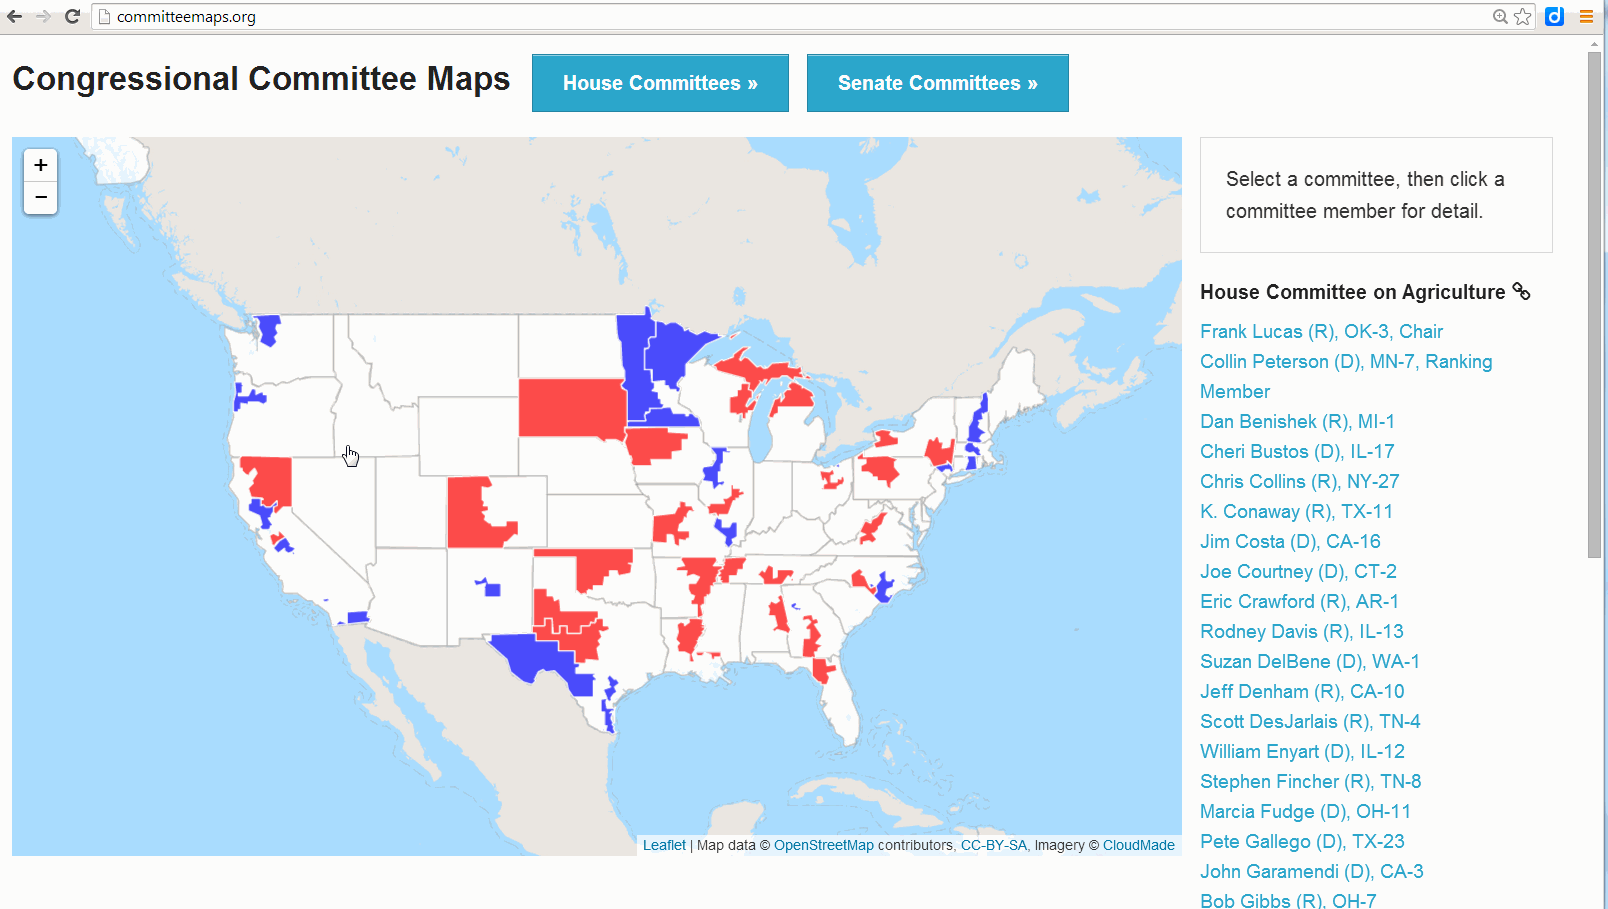 committeemaps.org
Congressional Committee Maps
House Committees »
Senate Committees »
+
−
Select a committee, then click a
committee member for detail.
House Committee on Agriculture
Frank Lucas (R), OK-3, Chair
Collin Peterson (D), MN-7, Ranking
Member
Dan Benishek (R), MI-1
Cheri Bustos (D), IL-17
Chris Collins (R), NY-27
K. Conaway (R), TX-11
Jim Costa (D), CA-16
Joe Courtney (D), CT-2
Eric Crawford (R), AR-1
Rodney Davis (R), IL-13
Suzan DelBene (D), WA-1
Jeff Denham (R), CA-10
Scott DesJarlais (R), TN-4
William Enyart (D), IL-12
Stephen Fincher (R), TN-8
Marcia Fudge (D), OH-11
Pete Gallego (D), TX-23
John Garamendi (D), CA-3
Bob Gibbs (R), OH-7
Leaflet | Map data © OpenStreetMap contributors, CC-BY-SA, Imagery © CloudMade